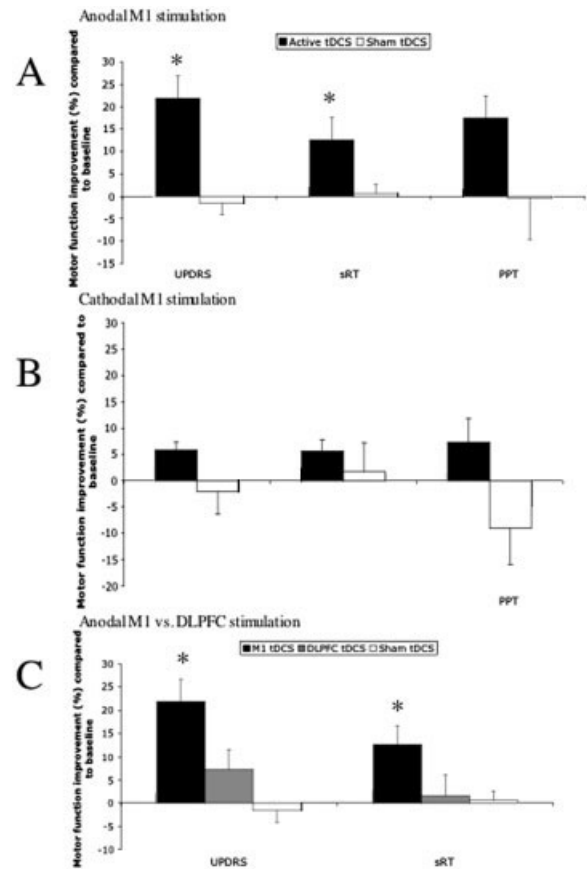 Anodal M1 stimulation
A
Active tDCS Sham tDCS
*
*
Motor function improvement (%) compared
to baseline
30
25
20
15
10
5
0
-5
-10
-15
UPDRS sRT PPT
Cathodal M1 stimulation
B
Motor function improvement (%) compared to
baseline
30
25
20
15
10
5
0
-5
-10
-15
-20
PPT
Anodal M1 vs. DLPFC stimulation
C
M1 tDCS DLPFC tDCS Sham tDCS
*
*
Motor function improvement (%) compared
to baseline
30
25
20
15
10
5
0
-5
-10
UPDRS sRT